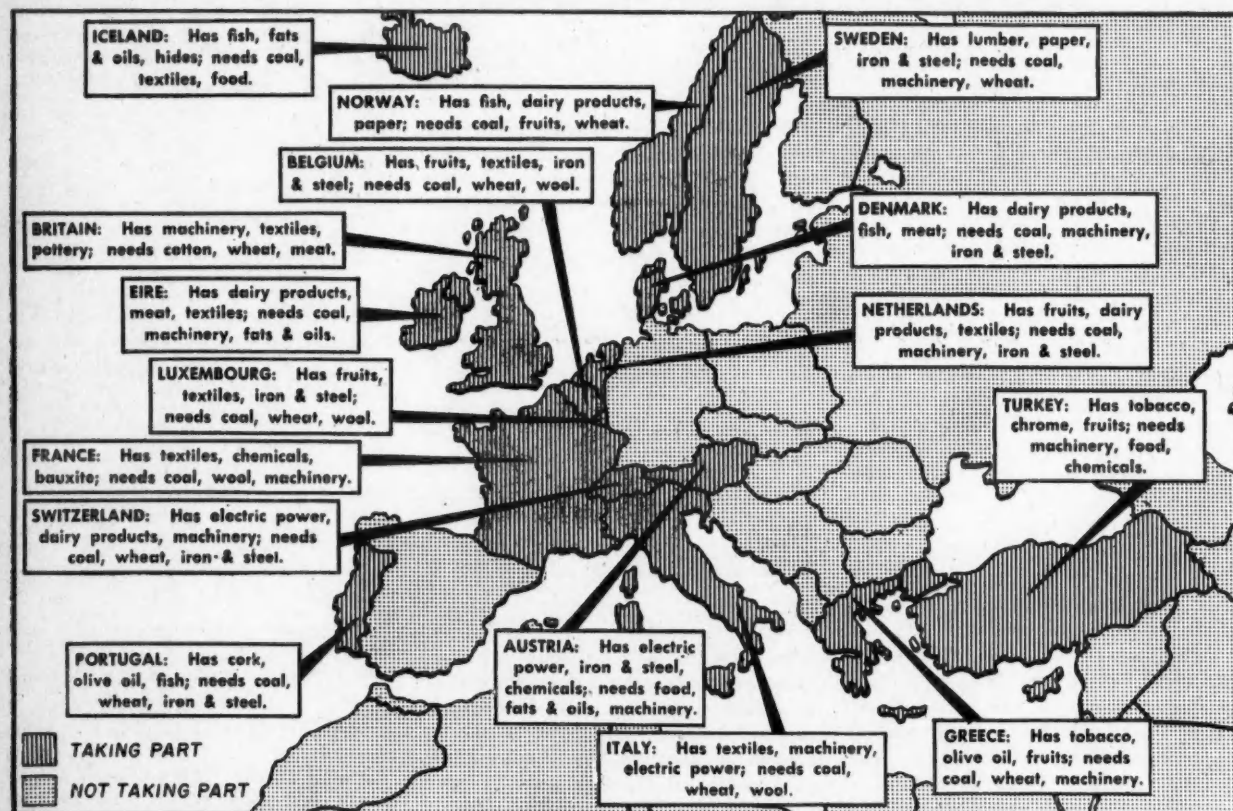 ICELAND: Has fish, fats
& oils, hides; needs coal,
textiles, food.
SWEDEN: Has lumber, paper,
iron & steel; needs coal,
machinery, wheat.
NORWAY: Has fish, dairy products,
paper; needs coal, fruits, wheat.
BELGIUM: Has fruits, textiles, iron
& steel; needs coal, wheat, wool.
BRITAIN: Has machinery, textiles,
pottery; needs cotton, wheat, meat.
DENMARK: Has dairy products,
fish, meat; needs coal, machinery,
iron & steel.
EIRE: Has dairy products,
meat, textiles; needs coal,
machinery, fats & oils.
NETHERLANDS: Has fruits, dairy
products, textiles; needs coal,
machinery, iron & steel.
LUXEMBOURG: Has fruits,
textiles, iron & steel;
needs coal, wheat, wool.
TURKEY: Has tobacco,
chrome, fruits; needs
machinery, food,
chemicals.
FRANCE: Has textiles, chemicals,
bauxite; needs coal, wool, machinery.
SWITZERLAND: Has electric power,
dairy products, machinery; needs
coal, wheat, iron & steel.
PORTUGAL: Has cork,
olive oil, fish; needs coal,
wheat, iron & steel.
AUSTRIA: Has electric
power, iron & steel,
chemicals; needs food,
fats & oils, machinery.
ITALY: Has textiles, machinery,
electric power; needs coal,
wheat, wool.
GREECE: Has tobacco,
olive oil, fruits; needs
coal, wheat, machinery.
TAKING PART
NOT TAKING PART